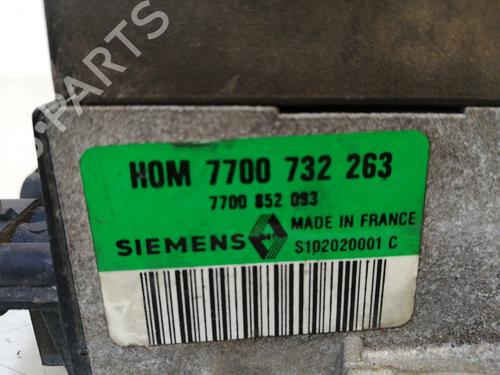 HOM 7700 732 263
7700 852 093
SIEMENS MADE IN FRANCE
S102020001 C
PARTS